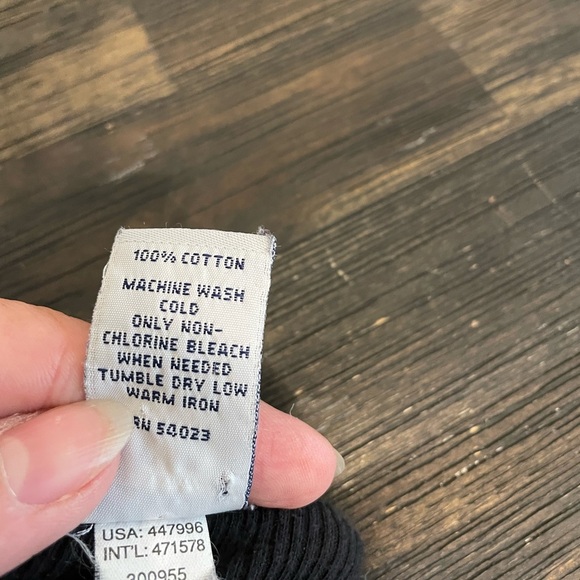 100% COTTON
MACHINE WASH
COLD
ONLY NON-
CHLORINE BLEACH
WHEN NEEDED
TUMBLE DRY LOW
WARM IRON
RN 54023
USA: 447996
INT'L: 471578
300955